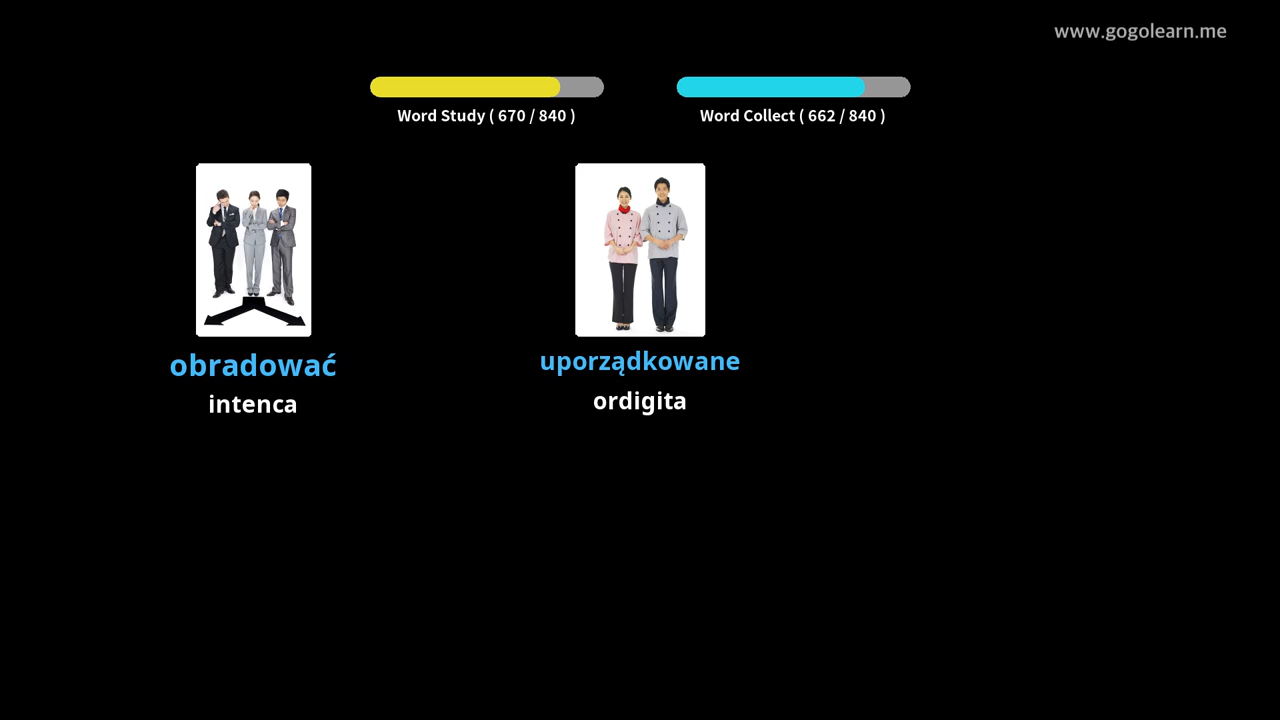 www.gogolearn.me
Word Study ( 670 / 840 )
Word Collect ( 662 / 840 )
obradować
intenca
uporządkowane
ordigita